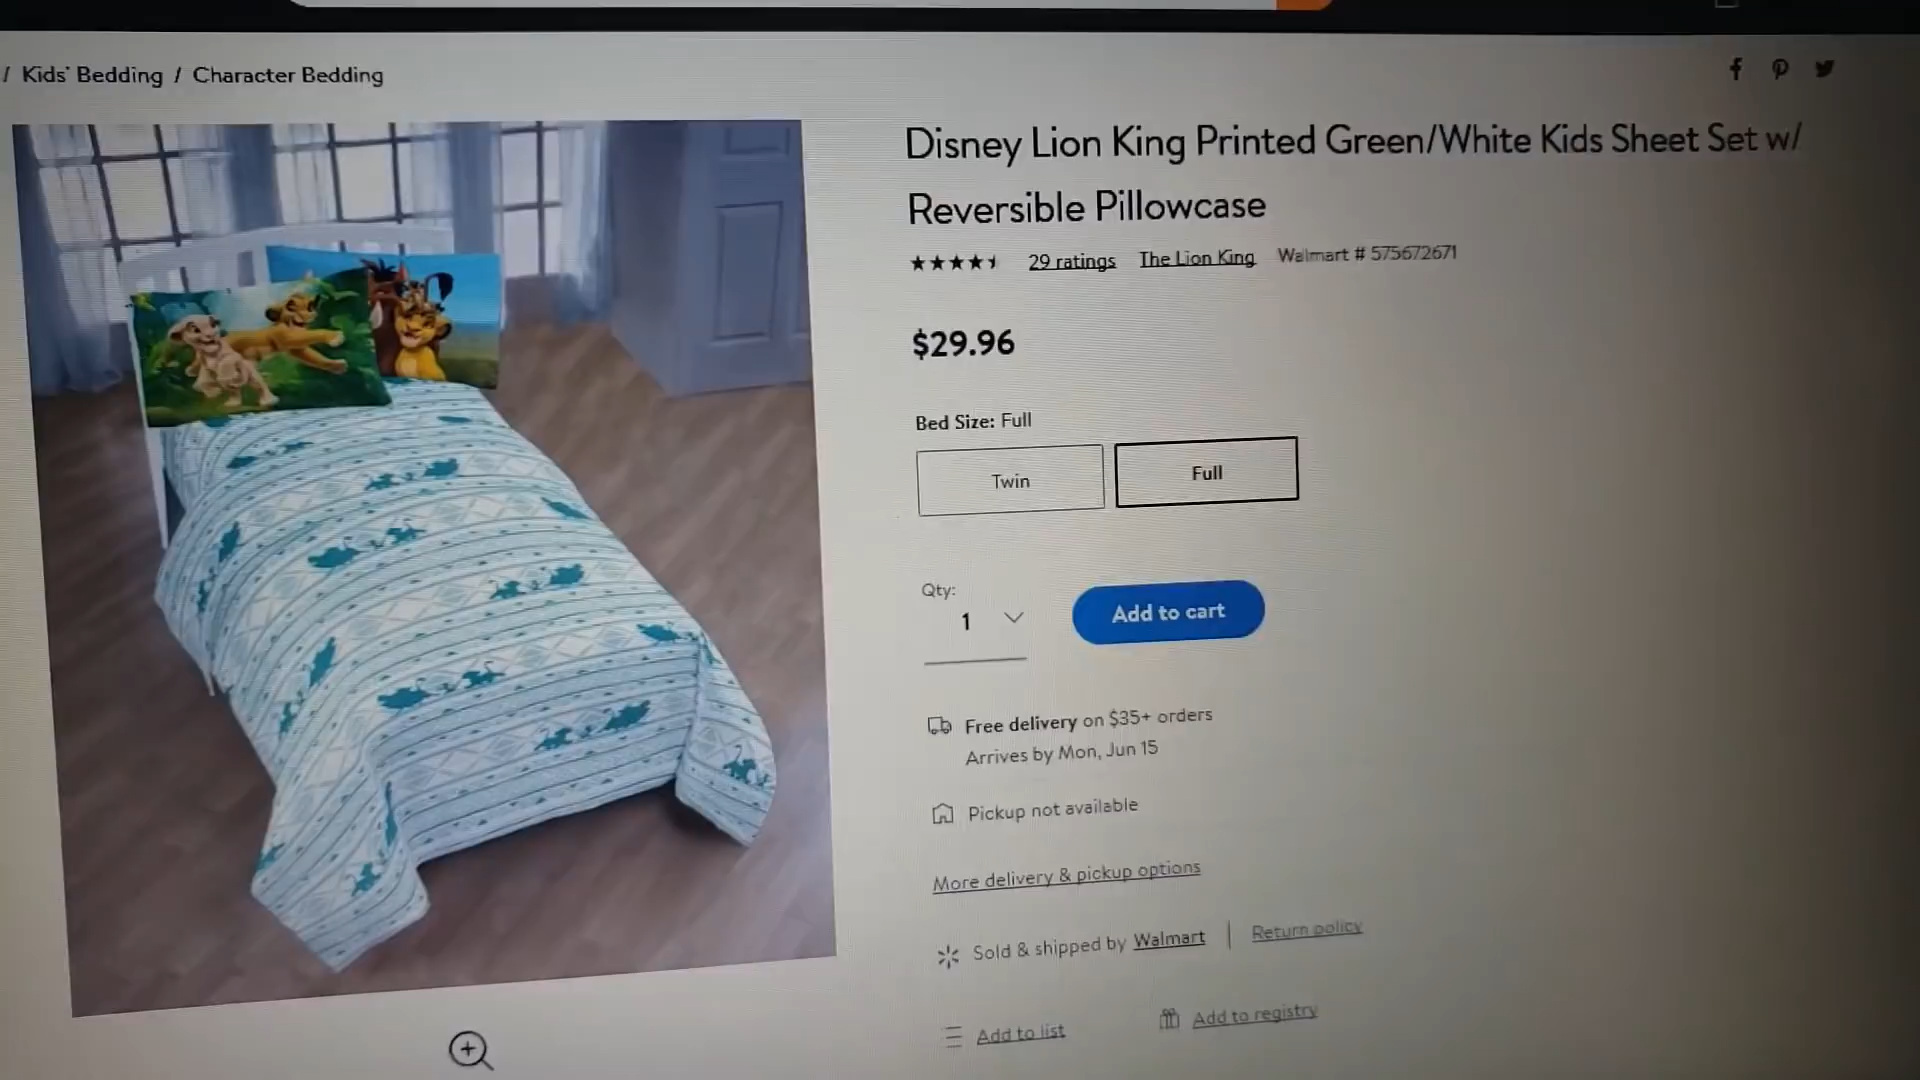 / Kids' Bedding / Character Bedding
Disney Lion King Printed Green/White Kids Sheet Set w/
Reversible Pillowcase
29 ratings The Lion King Walmart # 575672671
$29.96
Bed Size: Full
Twin Full
Qty:
1 Add to cart
Free delivery on $35+ orders
Arrives by Mon, Jun 15
Pickup not available
More delivery & pickup options
Sold & shipped by Walmart | Return policy
Add to list Add to registry